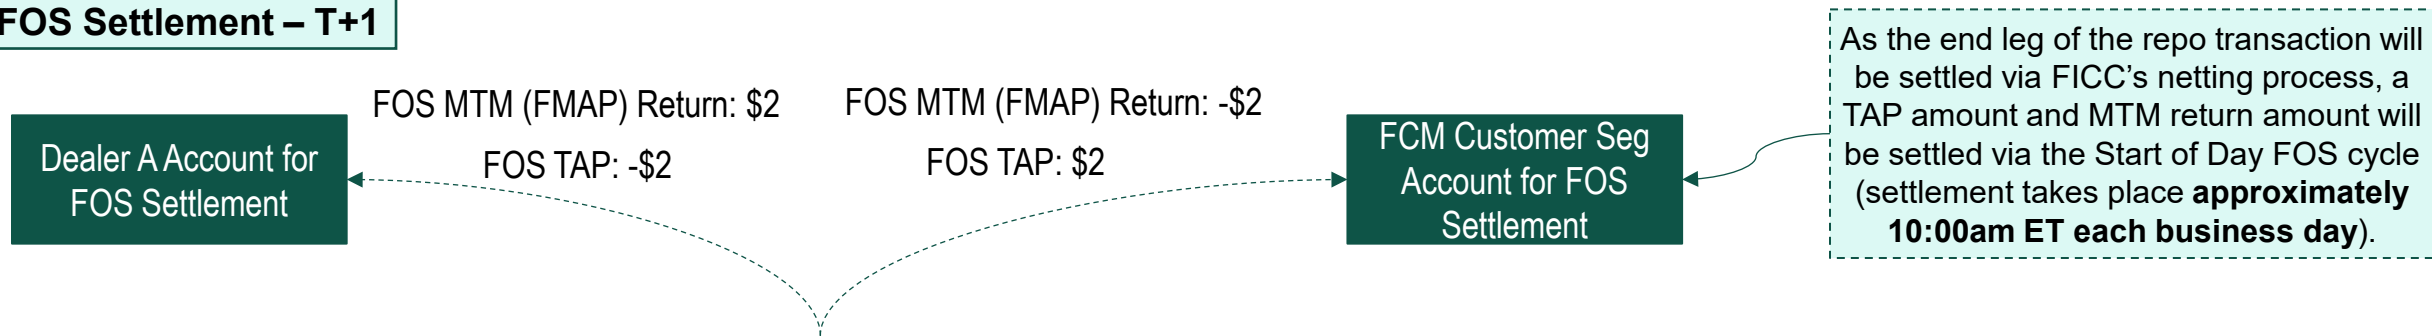 FOS Settlement – T+1
FOS MTM (FMAP) Return: $2
FOS TAP: -$2
FOS MTM (FMAP) Return: -$2
FOS TAP: $2
Dealer A Account for
FOS Settlement
FCM Customer Seg
Account for FOS
Settlement
As the end leg of the repo transaction will
be settled via FICC’s netting process, a
TAP amount and MTM return amount will
be settled via the Start of Day FOS cycle
(settlement takes place approximately
10:00am ET each business day).